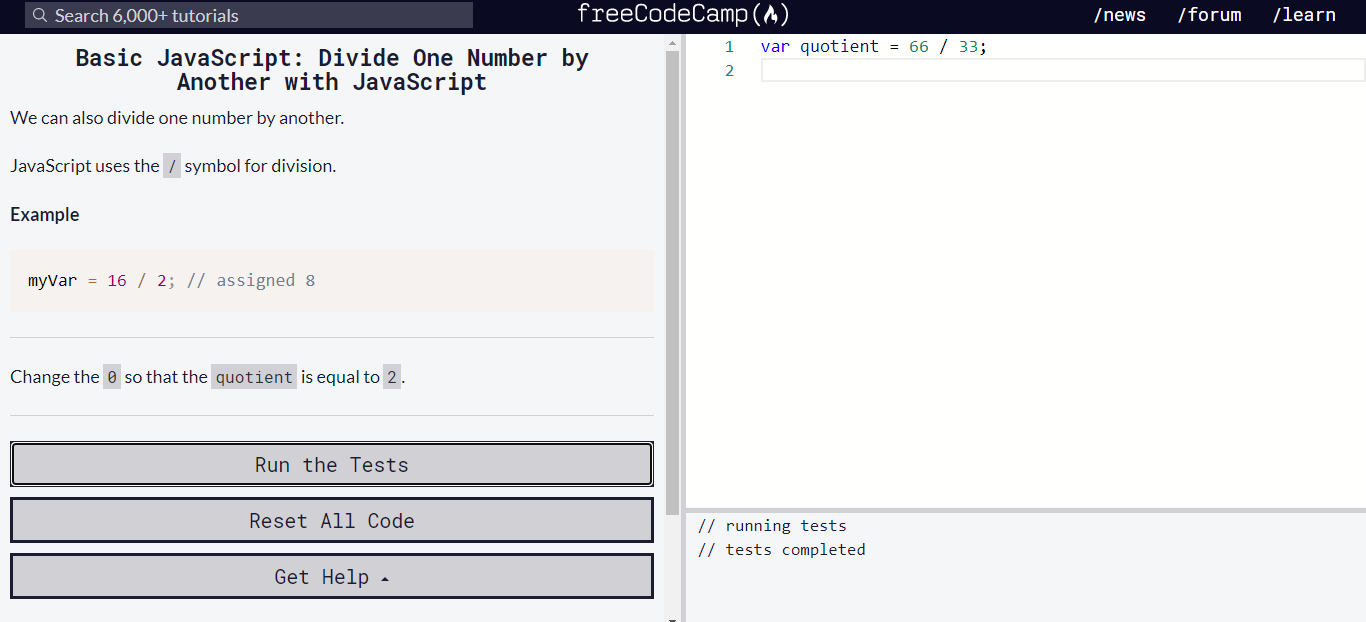 Search 6,000+ tutorials
freeCodeCamp(🔥)
/news /forum /learn
Basic JavaScript: Divide One Number by
Another with JavaScript
We can also divide one number by another.
JavaScript uses the / symbol for division.
Example
myVar = 16 / 2; // assigned 8
Change the 0 so that the quotient is equal to 2.
Run the Tests
Reset All Code
Get Help
1 var quotient = 66 / 33;
2
// running tests
// tests completed